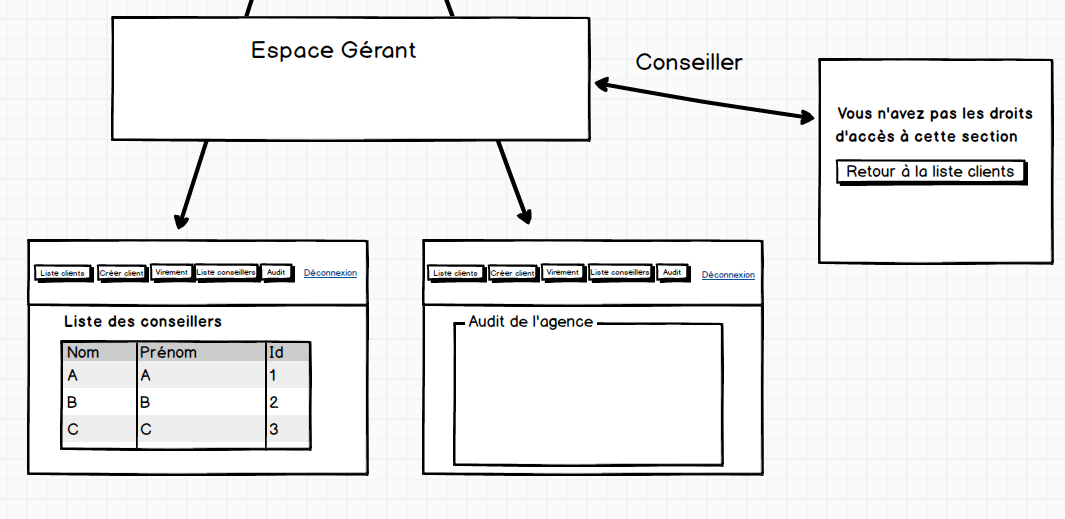 Espace Gérant
Conseiller
Vous n'avez pas les droits
d'accès à cette section
Retour à la liste clients
Liste clients Créer client Virement Liste conseillers Audit Déconnexion
Liste des conseillers
Nom Prénom Id
A A 1
B B 2
C C 3
Liste clients Créer client Virement Liste conseillers Audit Déconnexion
Audit de l'agence